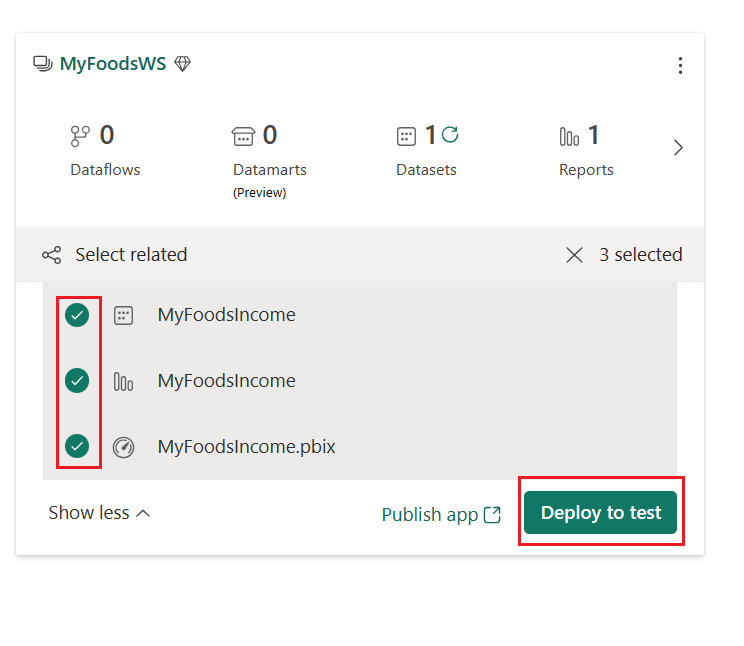 MyFoodsWS
0 0 1 1
Dataflows Datamarts Datasets Reports
(Preview)
Select related 3 selected
MyFoodsIncome
MyFoodsIncome
MyFoodsIncome.pbix
Show less Publish app Deploy to test